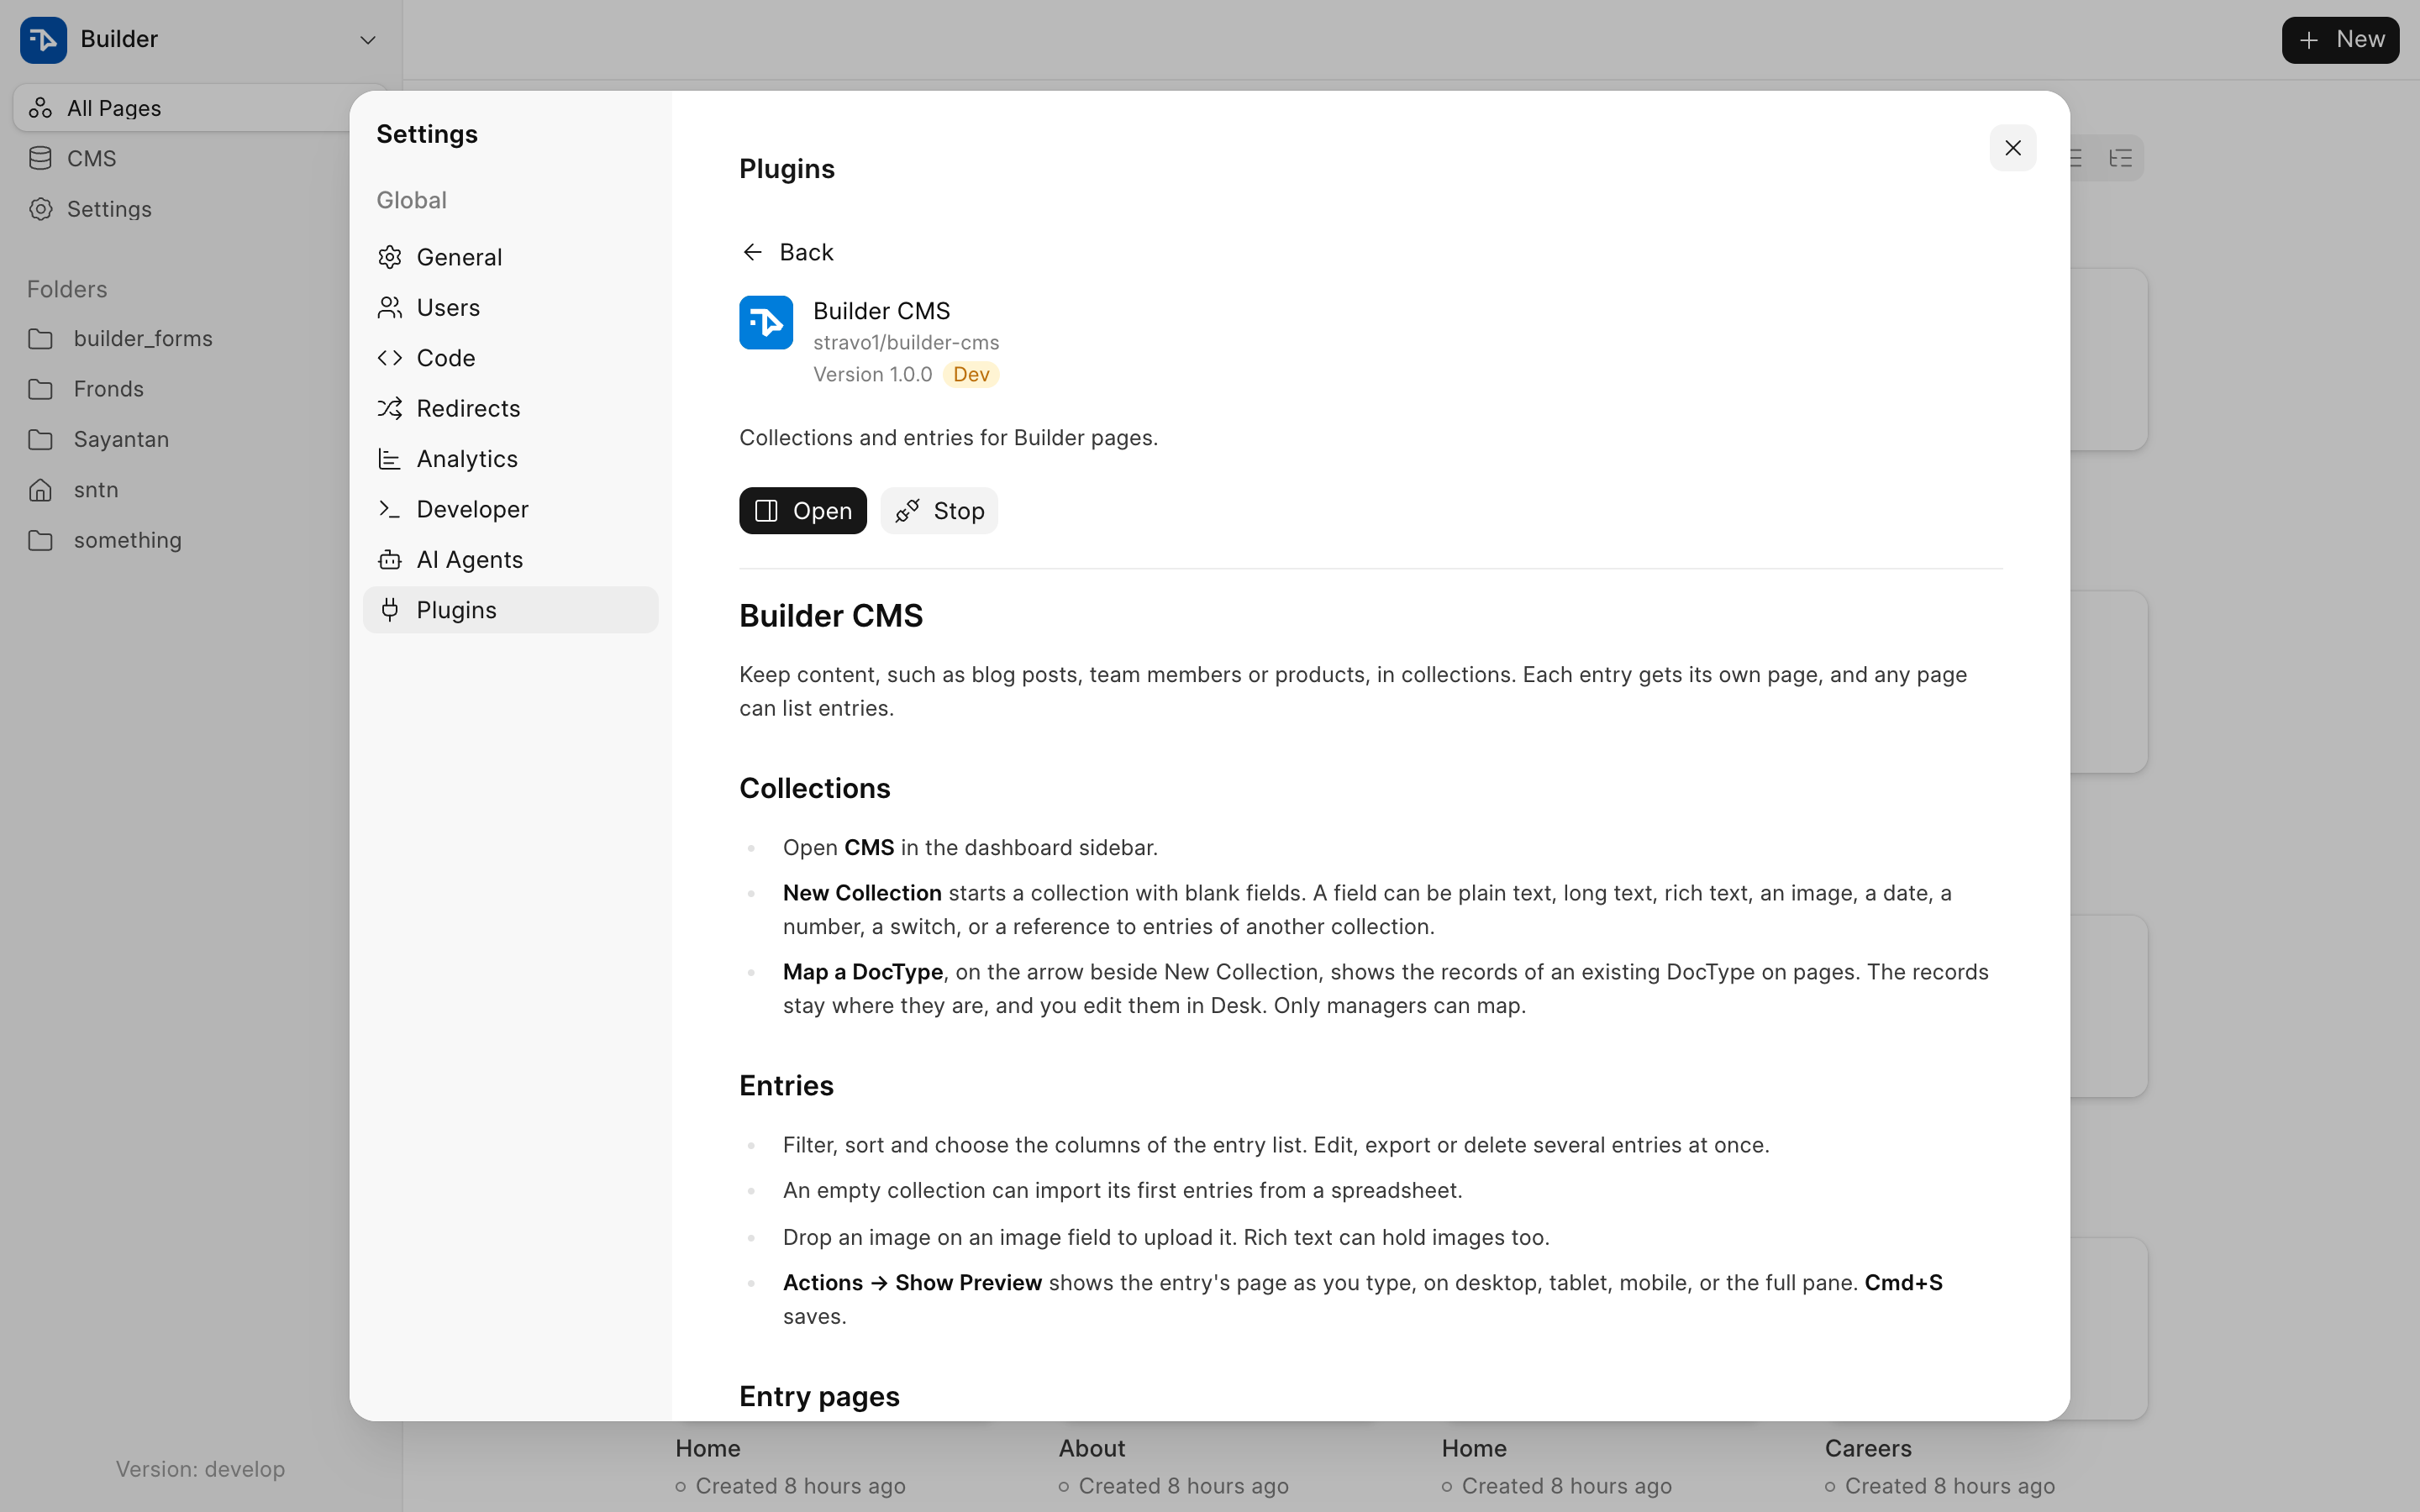 Builder
New
All Pages
CMS
Settings
Folders
builder_forms
Fronds
Sayantan
sntn
something
Version: develop
Settings
Global
General
Users
Code
Redirects
Analytics
Developer
AI Agents
Plugins
Plugins
Back
Builder CMS
stravo1/builder-cms
Version 1.0.0 Dev
Collections and entries for Builder pages.
Open Stop
Builder CMS
Keep content, such as blog posts, team members or products, in collections. Each entry gets its own page, and any page
can list entries.
Collections
Open CMS in the dashboard sidebar.
New Collection starts a collection with blank fields. A field can be plain text, long text, rich text, an image, a date, a
number, a switch, or a reference to entries of another collection.
Map a DocType, on the arrow beside New Collection, shows the records of an existing DocType on pages. The records
stay where they are, and you edit them in Desk. Only managers can map.
Entries
Filter, sort and choose the columns of the entry list. Edit, export or delete several entries at once.
An empty collection can import its first entries from a spreadsheet.
Drop an image on an image field to upload it. Rich text can hold images too.
Actions → Show Preview shows the entry's page as you type, on desktop, tablet, mobile, or the full pane. Cmd+S
saves.
Entry pages
Home About Home Careers
Created 8 hours ago Created 8 hours ago Created 8 hours ago Created 8 hours ago